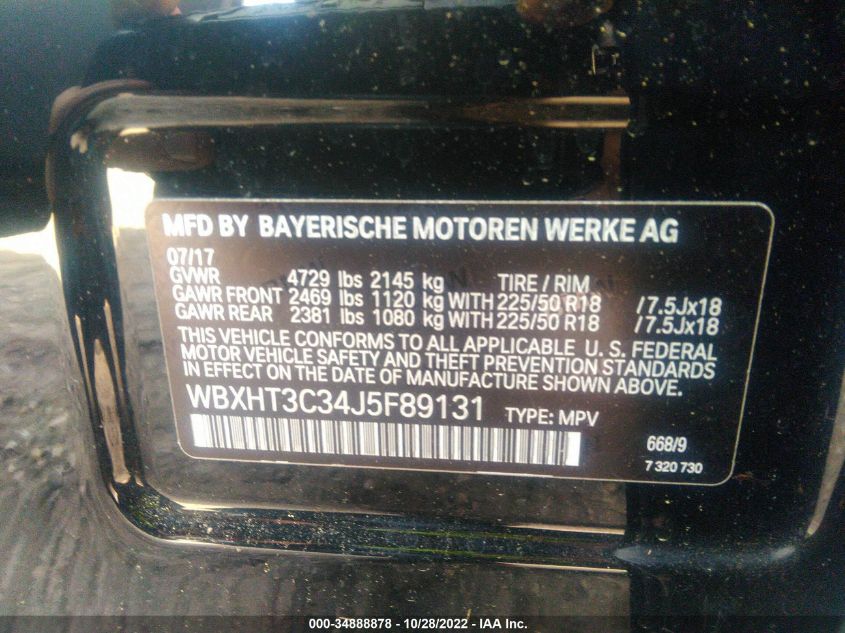 MFD BY BAYERISCHE MOTOREN WERKE AG
07/17
GVWR 4729 lbs 2145 kg TIRE / RIM
GAWR FRONT 2469 lbs 1120 kg WITH 225/50 R18 /7.5Jx18
GAWR REAR 2381 lbs 1080 kg WITH 225/50 R18 /7.5Jx18
THIS VEHICLE CONFORMS TO ALL APPLICABLE U. S. FEDERAL
MOTOR VEHICLE SAFETY AND THEFT PREVENTION STANDARDS
IN EFFECT ON THE DATE OF MANUFACTURE SHOWN ABOVE.
WBXHT3C34J5F89131 TYPE: MPV
668/9
7 320 730
000-34888878 - 10/28/2022 - IAA Inc.